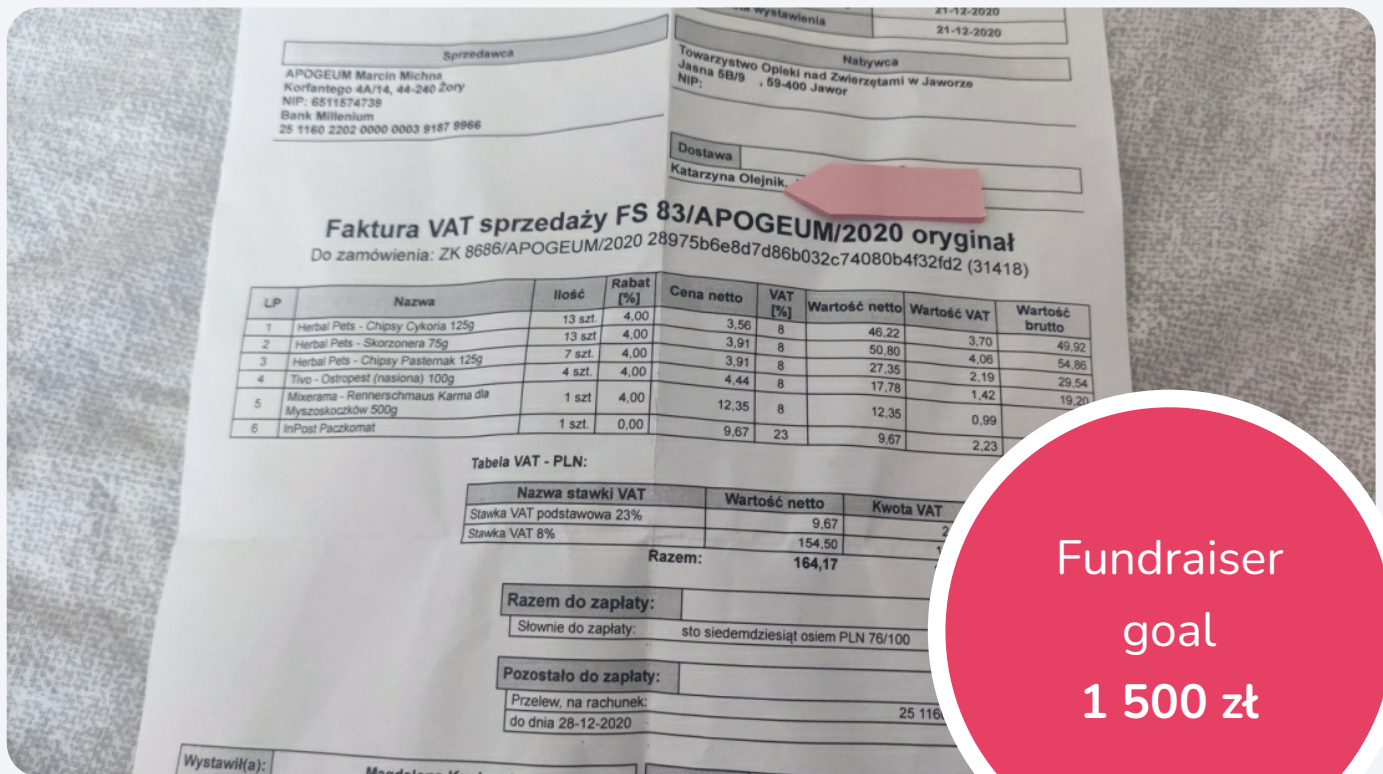 21-12-2020
wystawienia
21-12-2020
Sprzedawca
APOGEUM Marcin Michna
Korfantego 4A/14, 44-240 Żory
NIP: 6511574739
Bank Millenium
25 1160 2202 0000 0003 9187 9966
Nabywca
Towarzystwo Opieki nad Zwierzętami w Jaworze
Jasna 5B/9 , 59-400 Jawor
NIP:
Dostawa
Katarzyna Olejnik,
Faktura VAT sprzedaży FS 83/APOGEUM/2020 oryginał
Do zamówienia: ZK 8686/APOGEUM/2020 28975b6e8d7d86b032c74080b4f32fd2 (31418)
LP Nazwa Ilość Rabat [%] Cena netto VAT [%] Wartość netto Wartość VAT Wartość brutto
1 Herbal Pets - Chipsy Cykoria 125g 13 szt. 4,00 3,56 8 46,22 3,70 49,92
2 Herbal Pets - Skorzonera 75g 13 szt 4,00 3,91 8 50,80 4,06 54,86
3 Herbal Pets - Chipsy Pasternak 125g 7 szt. 4,00 3,91 8 27,35 2,19 29,54
4 Tivo - Ostropest (nasiona) 100g 4 szt. 4,00 4,44 8 17,78 1,42 19,20
5 Mixerama - Rennerschmaus Karma dla Myszoskoczków 500g 1 szt 4,00 12,35 8 12,35 0,99
6 InPost Paczkomat 1 szt. 0,00 9,67 23 9,67 2,23
Tabela VAT - PLN:
Nazwa stawki VAT Wartość netto Kwota VAT
Stawka VAT podstawowa 23% 9,67 2
Stawka VAT 8% 154,50 1
Razem: 164,17
Razem do zapłaty:
Słownie do zapłaty: sto siedemdziesiąt osiem PLN 76/100
Pozostało do zapłaty:
Przelew, na rachunek: 25 116
do dnia 28-12-2020
Wystawił(a):
Fundraiser
goal
1 500 zł